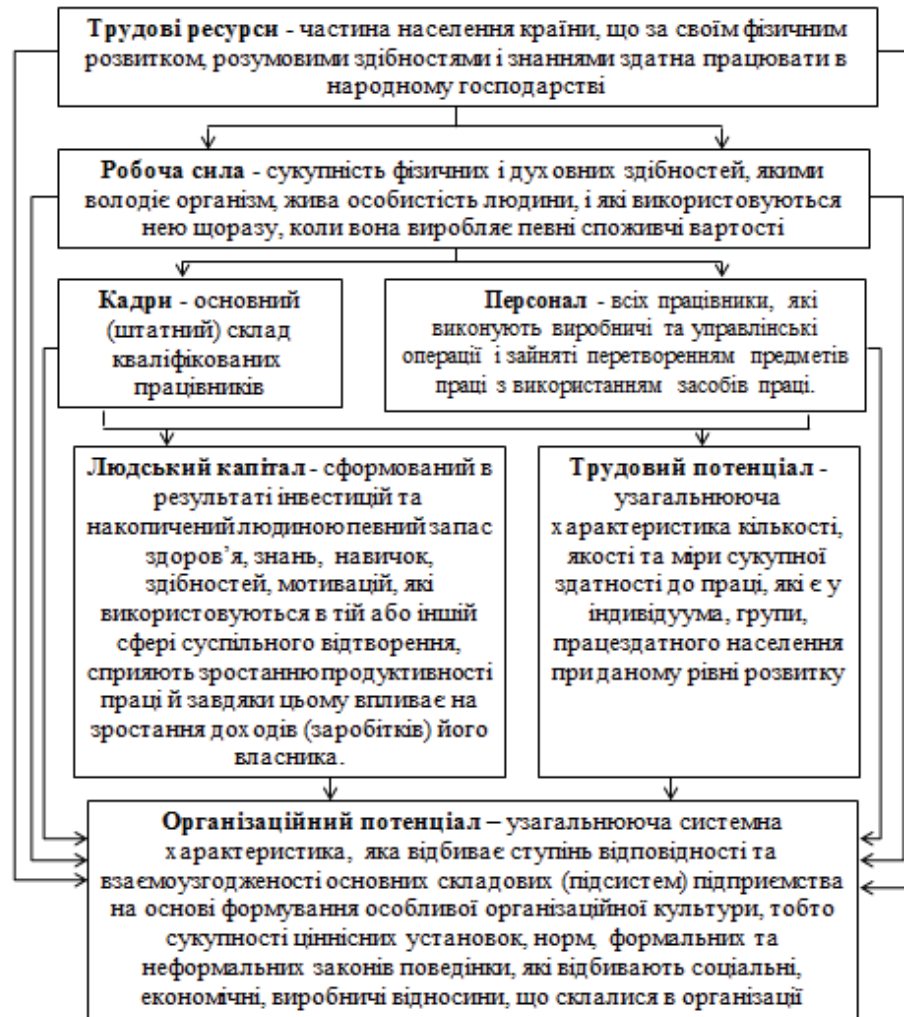 Трудові ресурси - частина населення країни, що за своїм фізичним
розвитком, розумовими здібностями і знаннями здатна працювати в
народному господарстві
Робоча сила - сукупність фізичних і духовних здібностей, якими
володіє організм, жива особистість людини, і які використовуються
нею щоразу, коли вона виробляє певні споживчі вартості
Кадри - основний
(штатний) склад
кваліфікованих
працівників
Персонал - всіх працівники, які
виконують виробничі та управлінські
операції і зайняті перетворенням предметів
праці з використанням засобів праці.
Людський капітал - сформований в
результаті інвестицій та
накопичений людиною певний запас
здоров’я, знань, навичок,
здібностей, мотивацій, які
використовуються в тій або іншій
сфері суспільного відтворення,
сприяють зростанню продуктивності
праці й завдяки цьому впливає на
зростання доходів (заробітків) його
власника.
Трудовий потенціал -
узагальнююча
характеристика кількості,
якості та міри сукупної
здатності до праці, які є у
індивідуума, групи,
працездатного населення
при даному рівні розвитку
Організаційний потенціал – узагальнююча системна
характеристика, яка відбиває ступінь відповідності та
взаємоузгодженості основних складових (підсистем) підприємства
на основі формування особливої організаційної культури, тобто
сукупності ціннісних установок, норм, формальних та
неформальних законів поведінки, які відбивають соціальні,
економічні, виробничі відносини, що склалися в організації